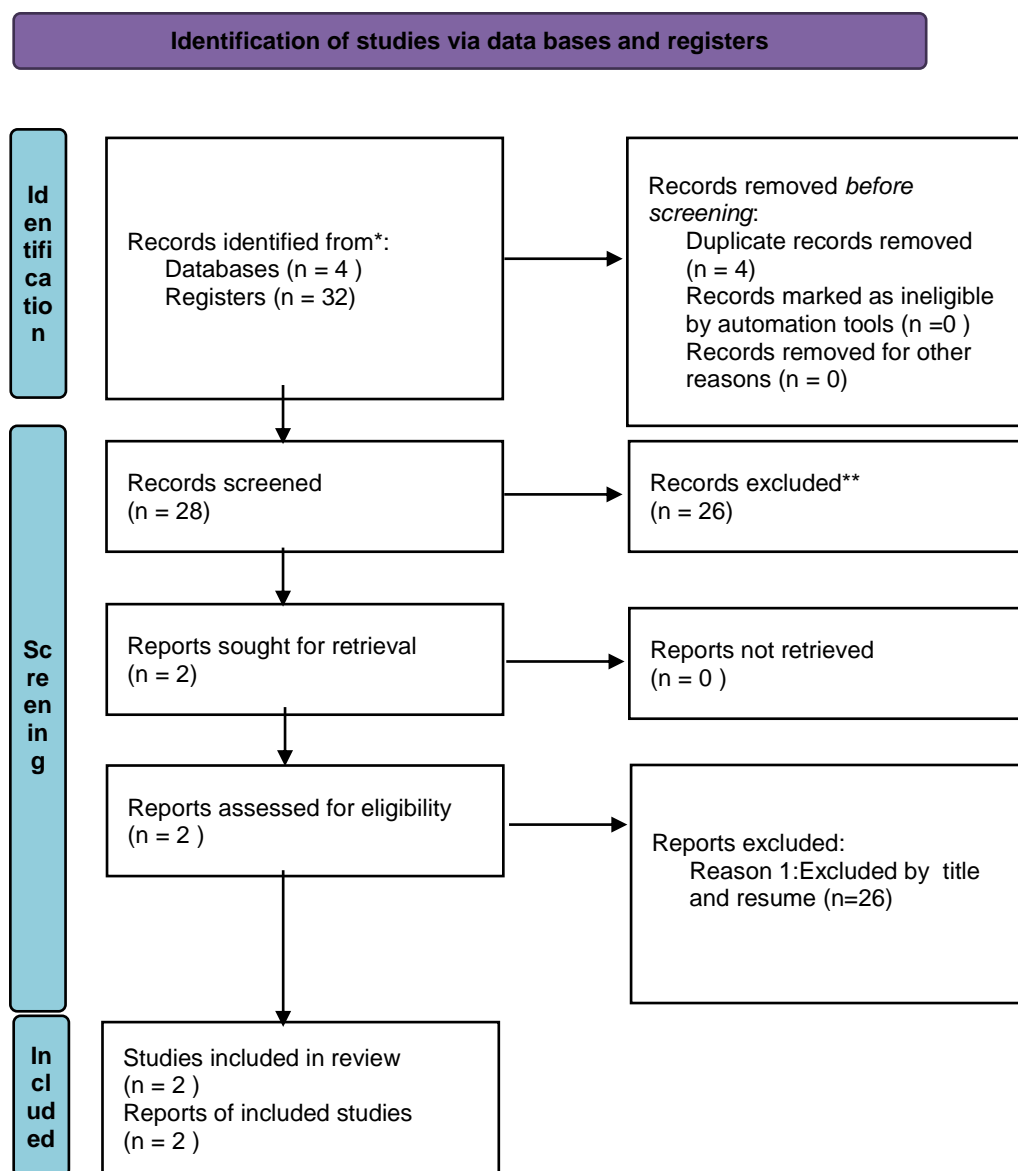 Identification of studies via data bases and registers
Id
en
tifi
ca
tio
n
Records identified from*:
Databases (n = 4 )
Registers (n = 32)
Records removed before
screening:
Duplicate records removed
(n = 4)
Records marked as ineligible
by automation tools (n =0 )
Records removed for other
reasons (n = 0)
Sc
re
en
in
g
Records screened
(n = 28)
Records excluded**
(n = 26)
Reports sought for retrieval
(n = 2)
Reports not retrieved
(n = 0 )
Reports assessed for eligibility
(n = 2 )
Reports excluded:
Reason 1:Excluded by  title
and resume (n=26)
In
cl
ud
ed
Studies included in review
(n = 2 )
Reports of included studies
(n = 2 )